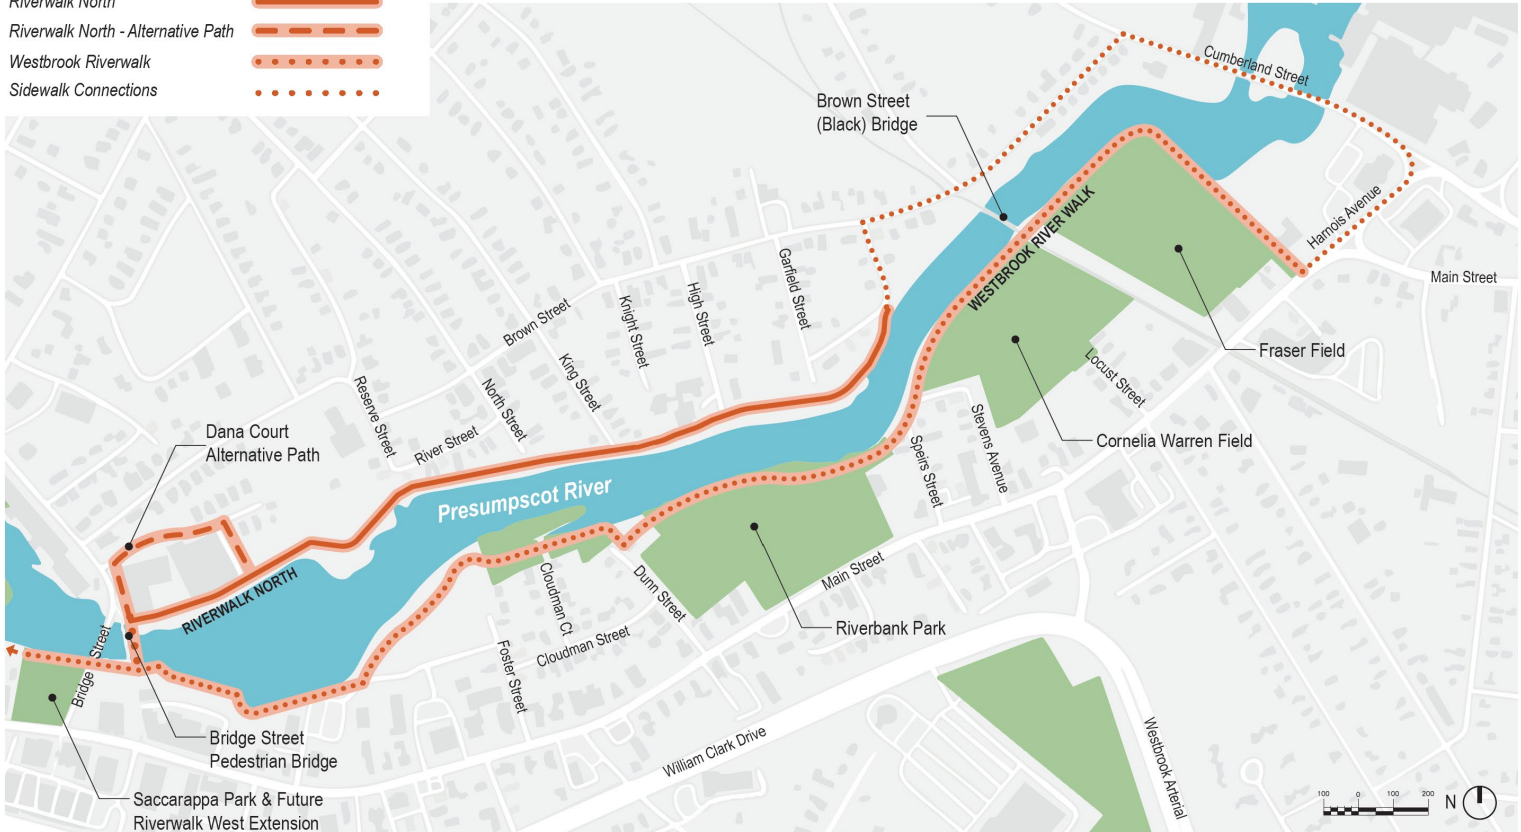 Riverwalk North
Riverwalk North - Alternative Path
Westbrook Riverwalk
Sidewalk Connections
Cumberland Street
Brown Street
(Black) Bridge
WESTBROOK RIVER WALK
Harnois Avenue
Main Street
Garfield Street
High Street
Knight Street
Brown Street
King Street
Fraser Field
Locust Street
Reserve Street
North Street
River Street
Stevens Avenue
Speirs Street
Cornelia Warren Field
Dana Court
Alternative Path
Presumpscot River
RIVERWALK NORTH
Cloudman Ct
Dunn Street
Main Street
Riverbank Park
Cloudman Street
Foster Street
Bridge Street
Bridge Street
Pedestrian Bridge
William Clark Drive
Westbrook Arterial
Saccarappa Park & Future
Riverwalk West Extension
100 0 100 200
N